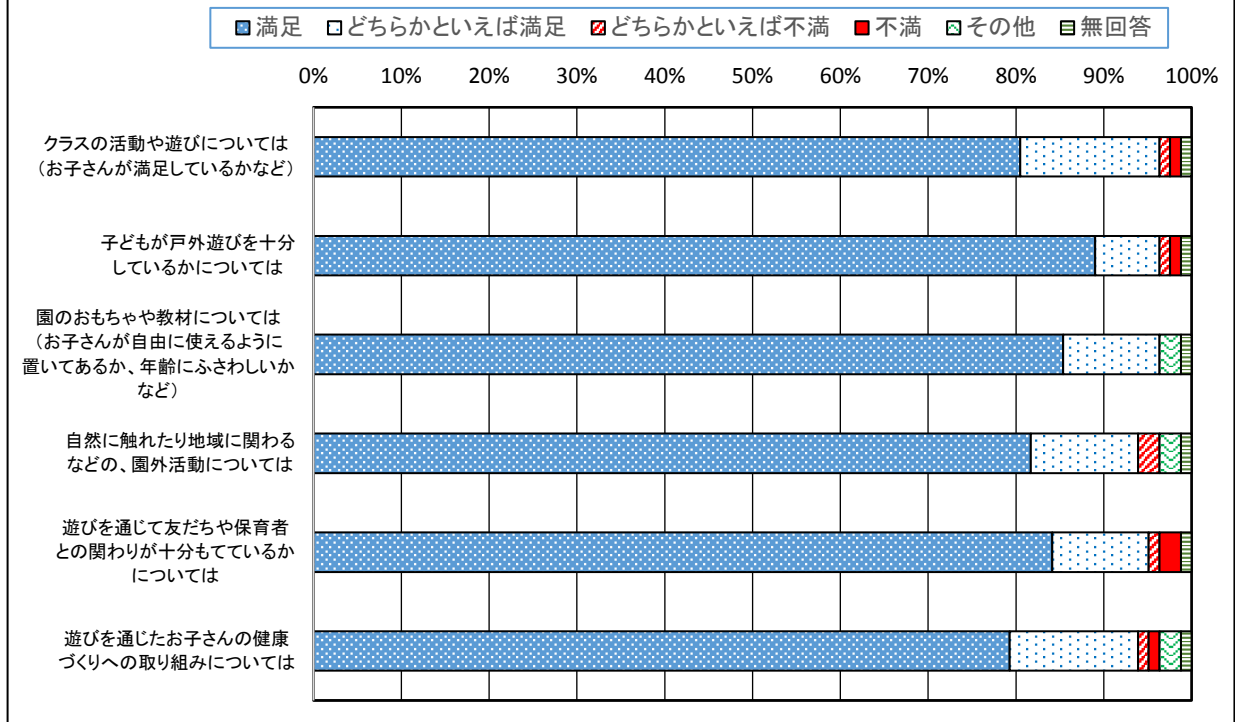 満足 どちらかといえば満足 どちらかといえば不満 不満 その他 無回答
0% 10% 20% 30% 40% 50% 60% 70% 80% 90% 100%
クラスの活動や遊びについては
（お子さんが満足しているかなど）
子どもが戸外遊びを十分
しているかについては
園のおもちゃや教材については
（お子さんが自由に使えるように
置いてあるか、年齢にふさわしいか
など）
自然に触れたり地域に関わる
などの、園外活動については
遊びを通じて友だちや保育者
との関わりが十分もてているか
については
遊びを通じたお子さんの健康
づくりへの取り組みについては